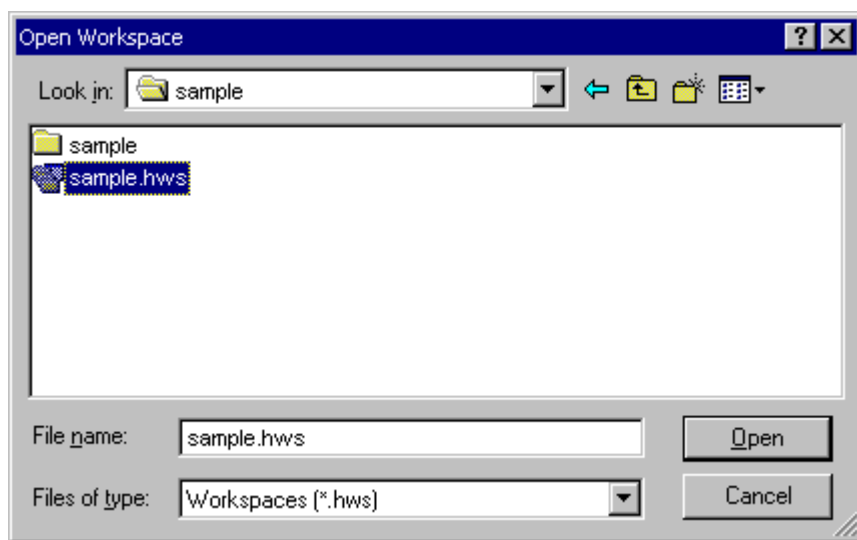 Open Workspace
Look in: sample
sample
sample.hws
File name: sample.hws Open
Files of type: Workspaces (*.hws) Cancel